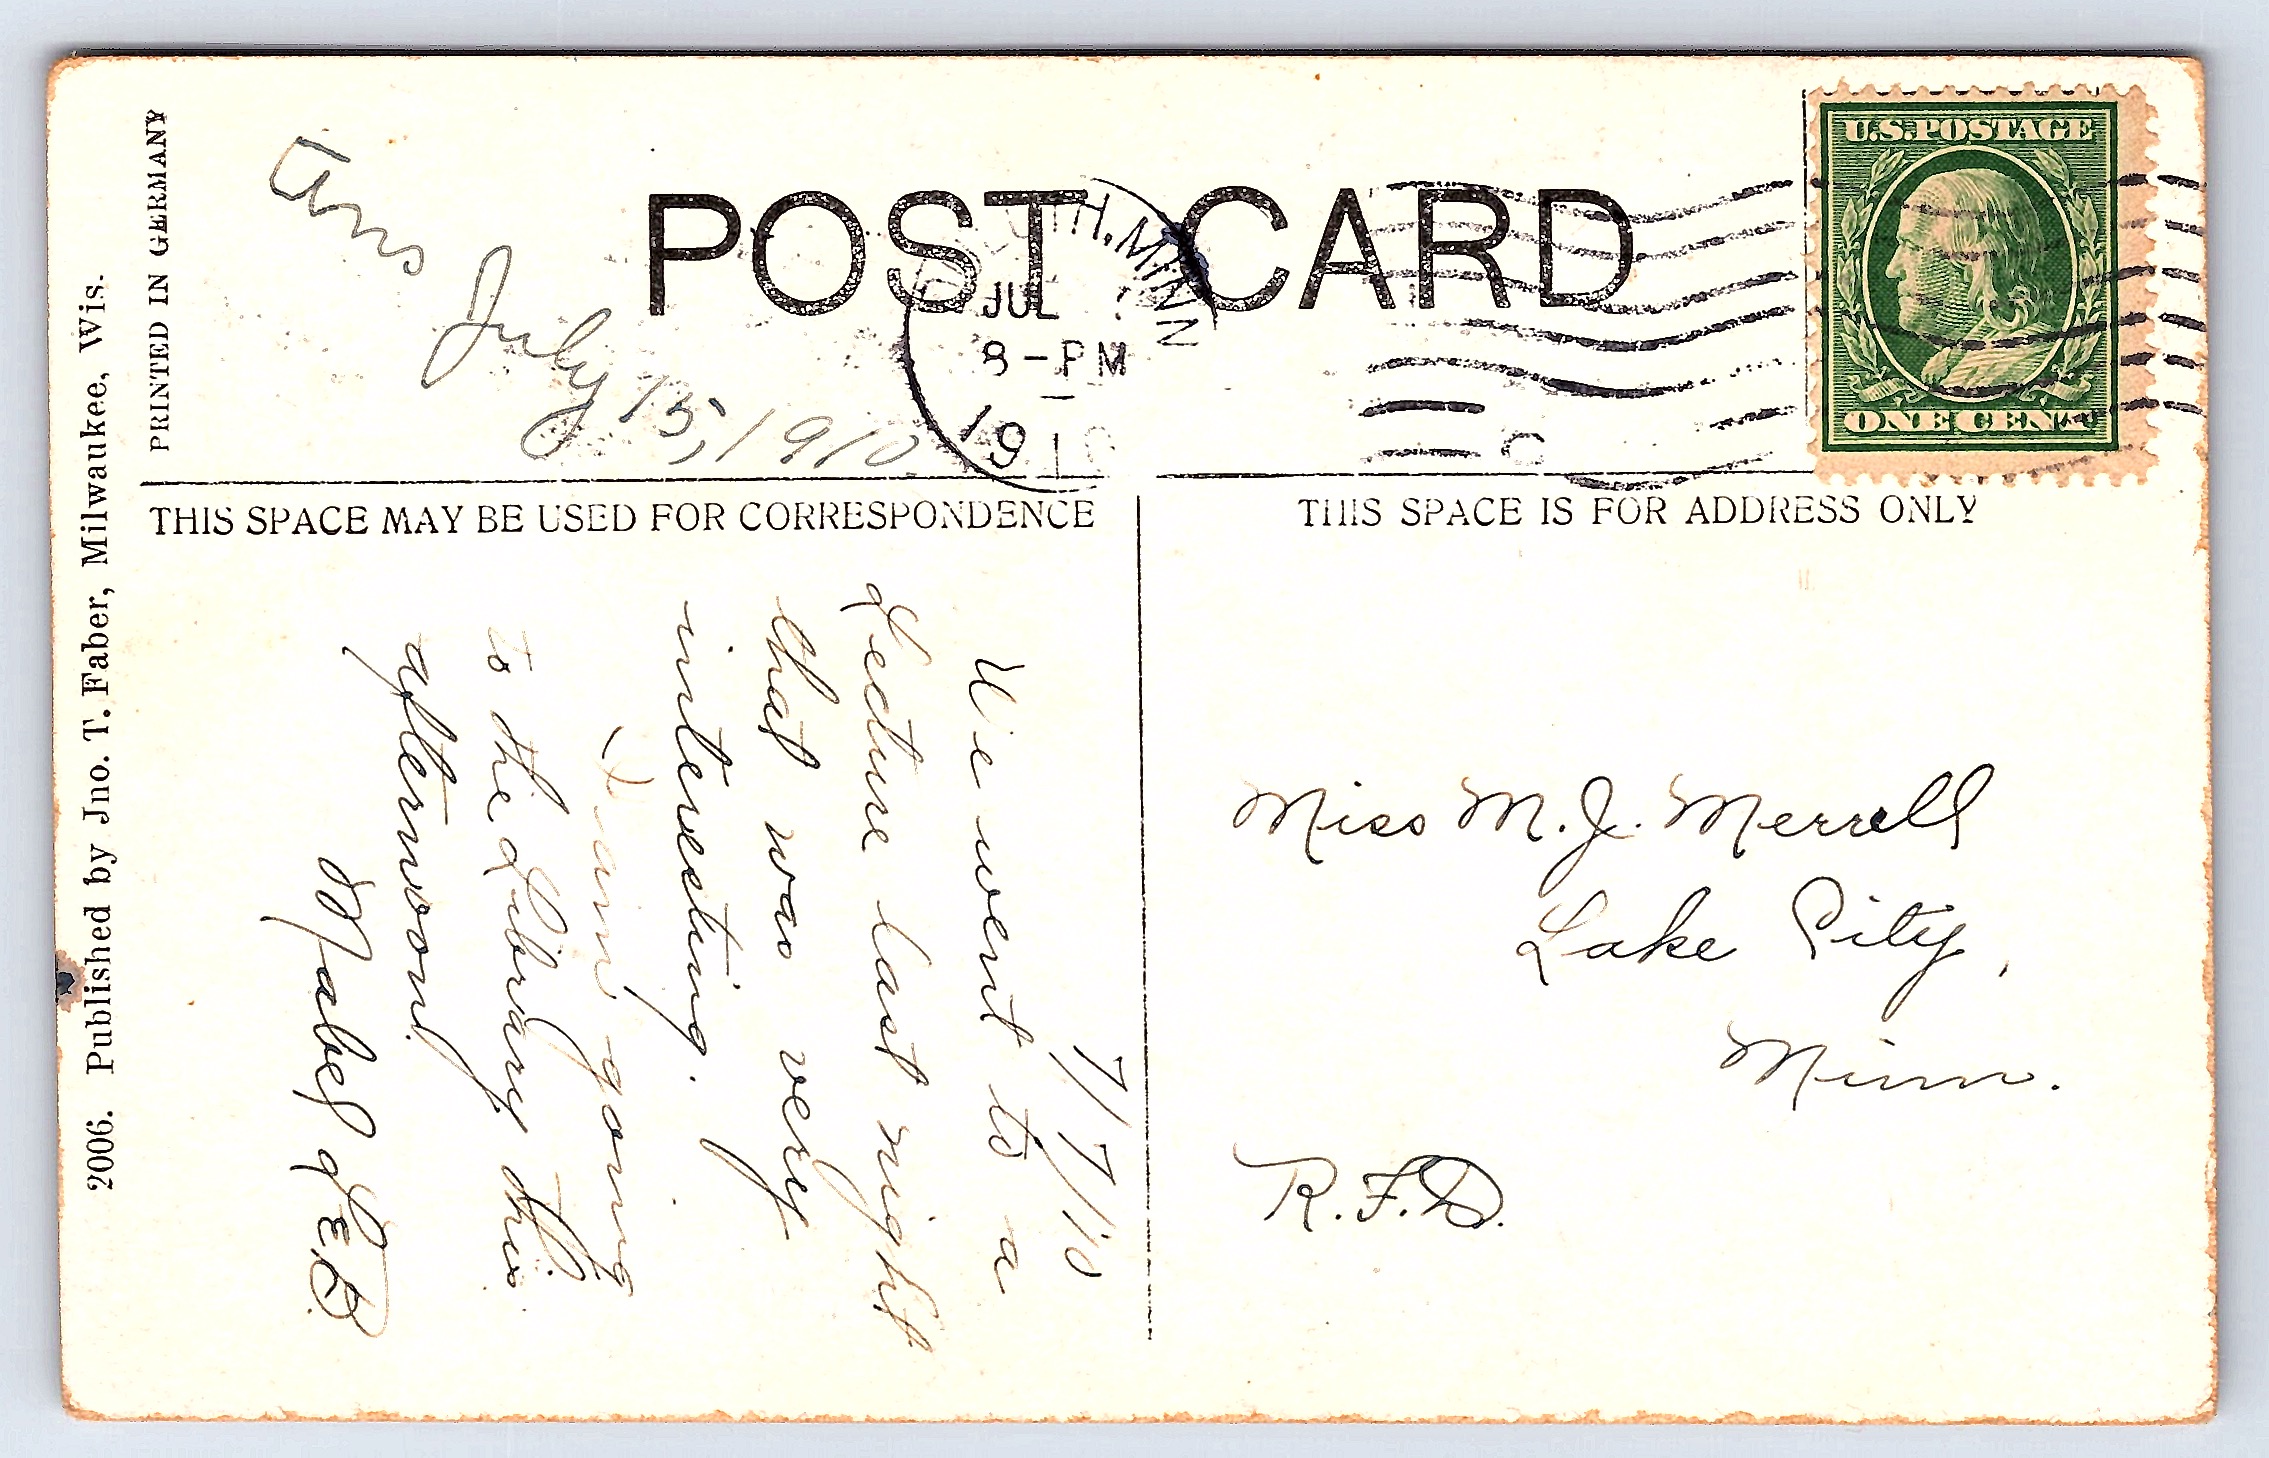 PRINTED IN GERMANY
2006. Published by Jno. T. Faber, Milwaukee, Wis.
Ans July 15, 1910.
POST CARD
H. MINN
JUL
8-PM
1910
U.S. POSTAGE
ONE CENT
THIS SPACE MAY BE USED FOR CORRESPONDENCE
THIS SPACE IS FOR ADDRESS ONLY
7/7/10
We went to a
Lecture last night
that was very
interesting.
I am going
to the Library this
afternoon.
Mabel L.E.B.
Miss M. J. Merrell
Lake City,
Minn.
R.F.D.